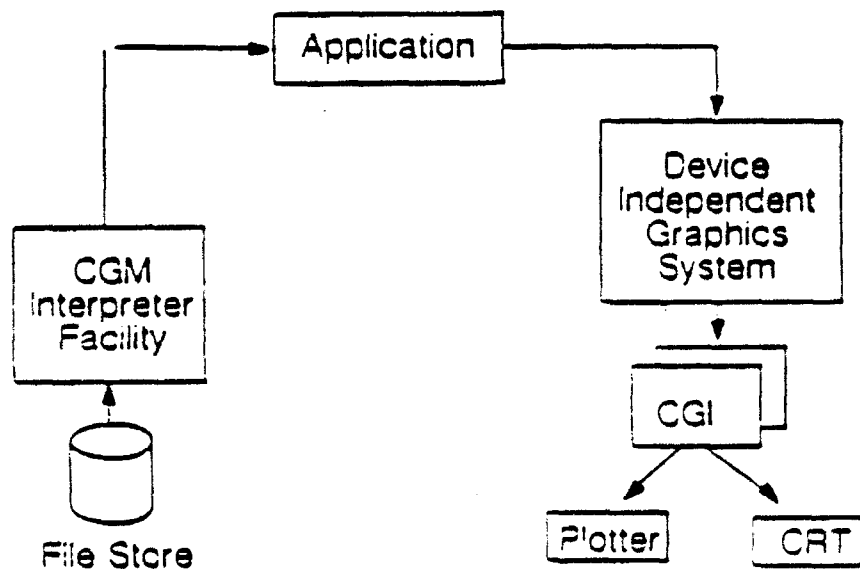 Application
Device
Independent
Graphics
System
CGM
Interpreter
Facility
CGI
File Store
Plotter
CRT